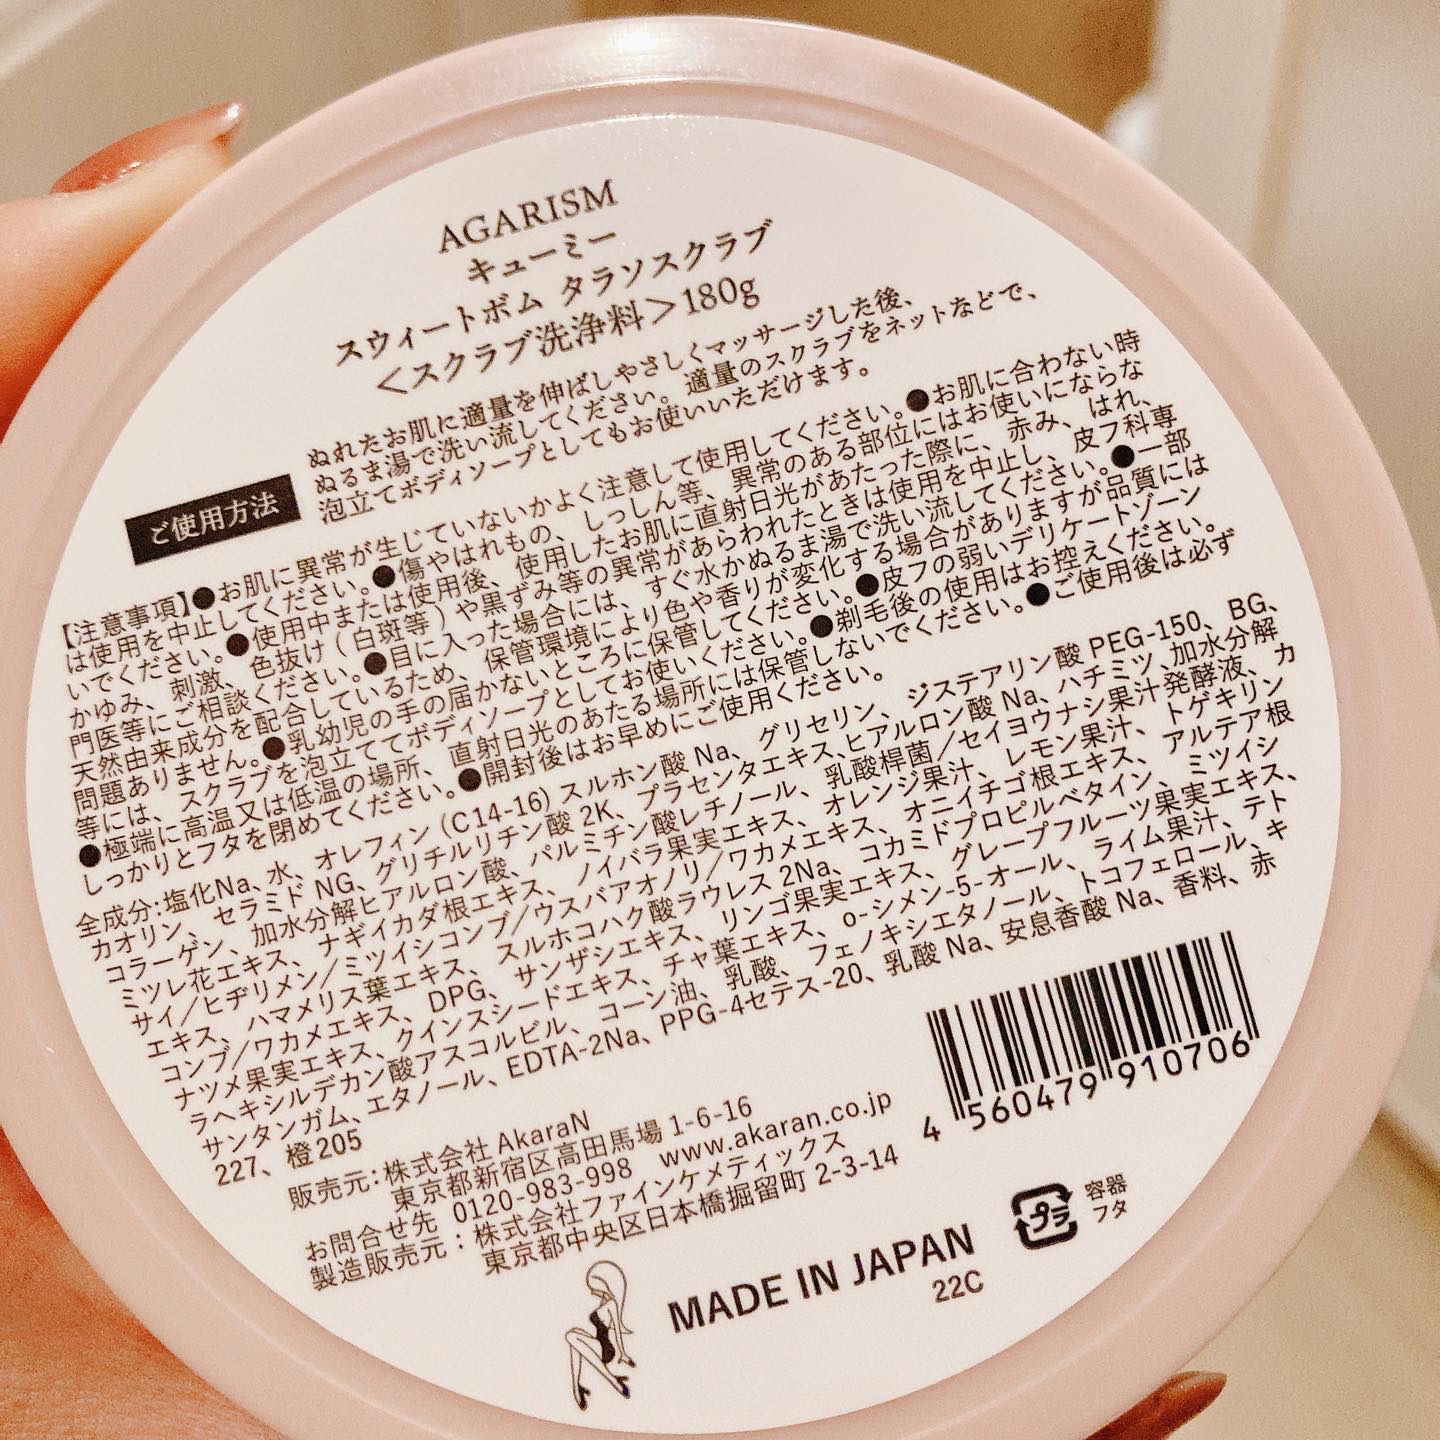 AGARISM
キューミー
スウィートボム タラソスクラブ
＜スクラブ洗浄料＞180g
ご使用方法
ぬれたお肌に適量を伸ばしやさしくマッサージした後、
ぬるま湯で洗い流してください。適量のスクラブをネットなどで、
泡立てボディソープとしてもお使いいただけます。
【注意事項】●お肌に異常が生じていないかよく注意して使用してください。●お肌に合わない時
は使用を中止してください。●傷やはれもの、しっしん等、異常のある部位にはお使いにならな
いでください。●使用中または使用後、使用したお肌に直射日光があたった際に、赤み、はれ、
かゆみ、刺激、色抜け(白斑等)や黒ずみ等の異常があらわれたときは使用を中止し、皮フ科専
門医等にご相談ください。●目に入った場合には、すぐ水かぬるま湯で洗い流してください。●一部
天然由来成分を配合しているため、保管環境により色や香りが変化する場合がありますが品質には
問題ありません。●乳幼児の手の届かないところに保管してください。●皮フの弱いデリケートゾーン
等には、スクラブを泡立ててボディソープとしてお使いください。●剃毛後の使用はお控えください。
●極端に高温又は低温の場所、直射日光のあたる場所には保管しないでください。●ご使用後は必ず
しっかりとフタを閉めてください。●開封後はお早めにご使用ください。
全成分:塩化Na、水、オレフィン(C14-16)スルホン酸Na、グリセリン、ジステアリン酸PEG-150、BG、
カオリン、セラミドNG、グリチルリチン酸2K、プラセンタエキス、ヒアルロン酸Na、ハチミツ、加水分解
コラーゲン、加水分解ヒアルロン酸、パルミチン酸レチノール、乳酸桿菌/セイヨウナシ果汁発酵液、カ
ミツレ花エキス、ナギイカダ根エキス、ノイバラ果実エキス、オレンジ果汁、レモン果汁、トゲキリン
サイ/ヒヂリメン/ミツイシコンブ/ウスバアオノリ/ワカメエキス、オニイチゴ根エキス、アルテア根
エキス、ハマメリス葉エキス、スルホコハク酸ラウレス2Na、コカミドプロピルベタイン、ミツイシ
コンブ/ワカメエキス、DPG、サンザシエキス、リンゴ果実エキス、グレープフルーツ果実エキス、
ナツメ果実エキス、クインスシードエキス、チャ葉エキス、o-シメン-5-オール、ライム果汁、テト
ラヘキシルデカン酸アスコルビル、コーン油、乳酸、フェノキシエタノール、トコフェロール、キ
サンタンガム、エタノール、EDTA-2Na、PPG-4セテス-20、乳酸Na、安息香酸Na、香料、赤
227、橙205
販売元:株式会社 AkaraN
東京都新宿区高田馬場1-6-16
お問合せ先 0120-983-998 www.akaran.co.jp
製造販売元:株式会社ファインケメティックス
東京都中央区日本橋掘留町 2-3-14
4 560479 910706
プラ
容器
フタ
MADE IN JAPAN
22C